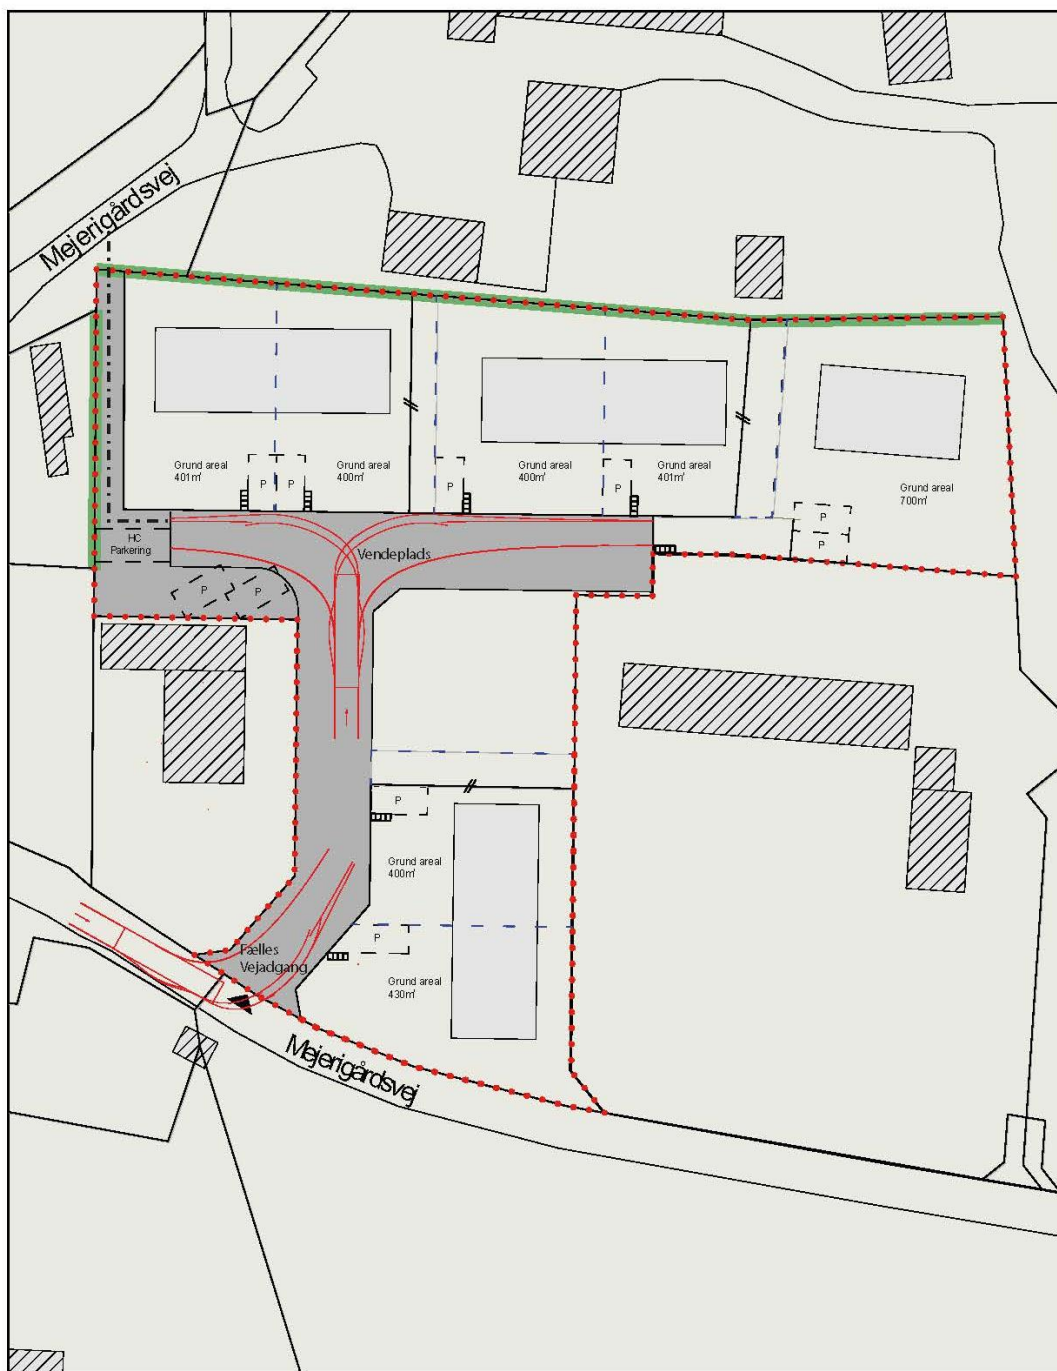 Mejerigårdsvej
Grund areal
401m²
P
P
Grund areal
400m²
P
Grund areal
400m²
P
Grund areal
401m²
Grund areal
700m²
P
P
HC
Parkering
Vendeplads
P
P
P
Grund areal
400m²
P
Fælles
Vejadgang
Grund areal
430m²
Mejerigårdsvej